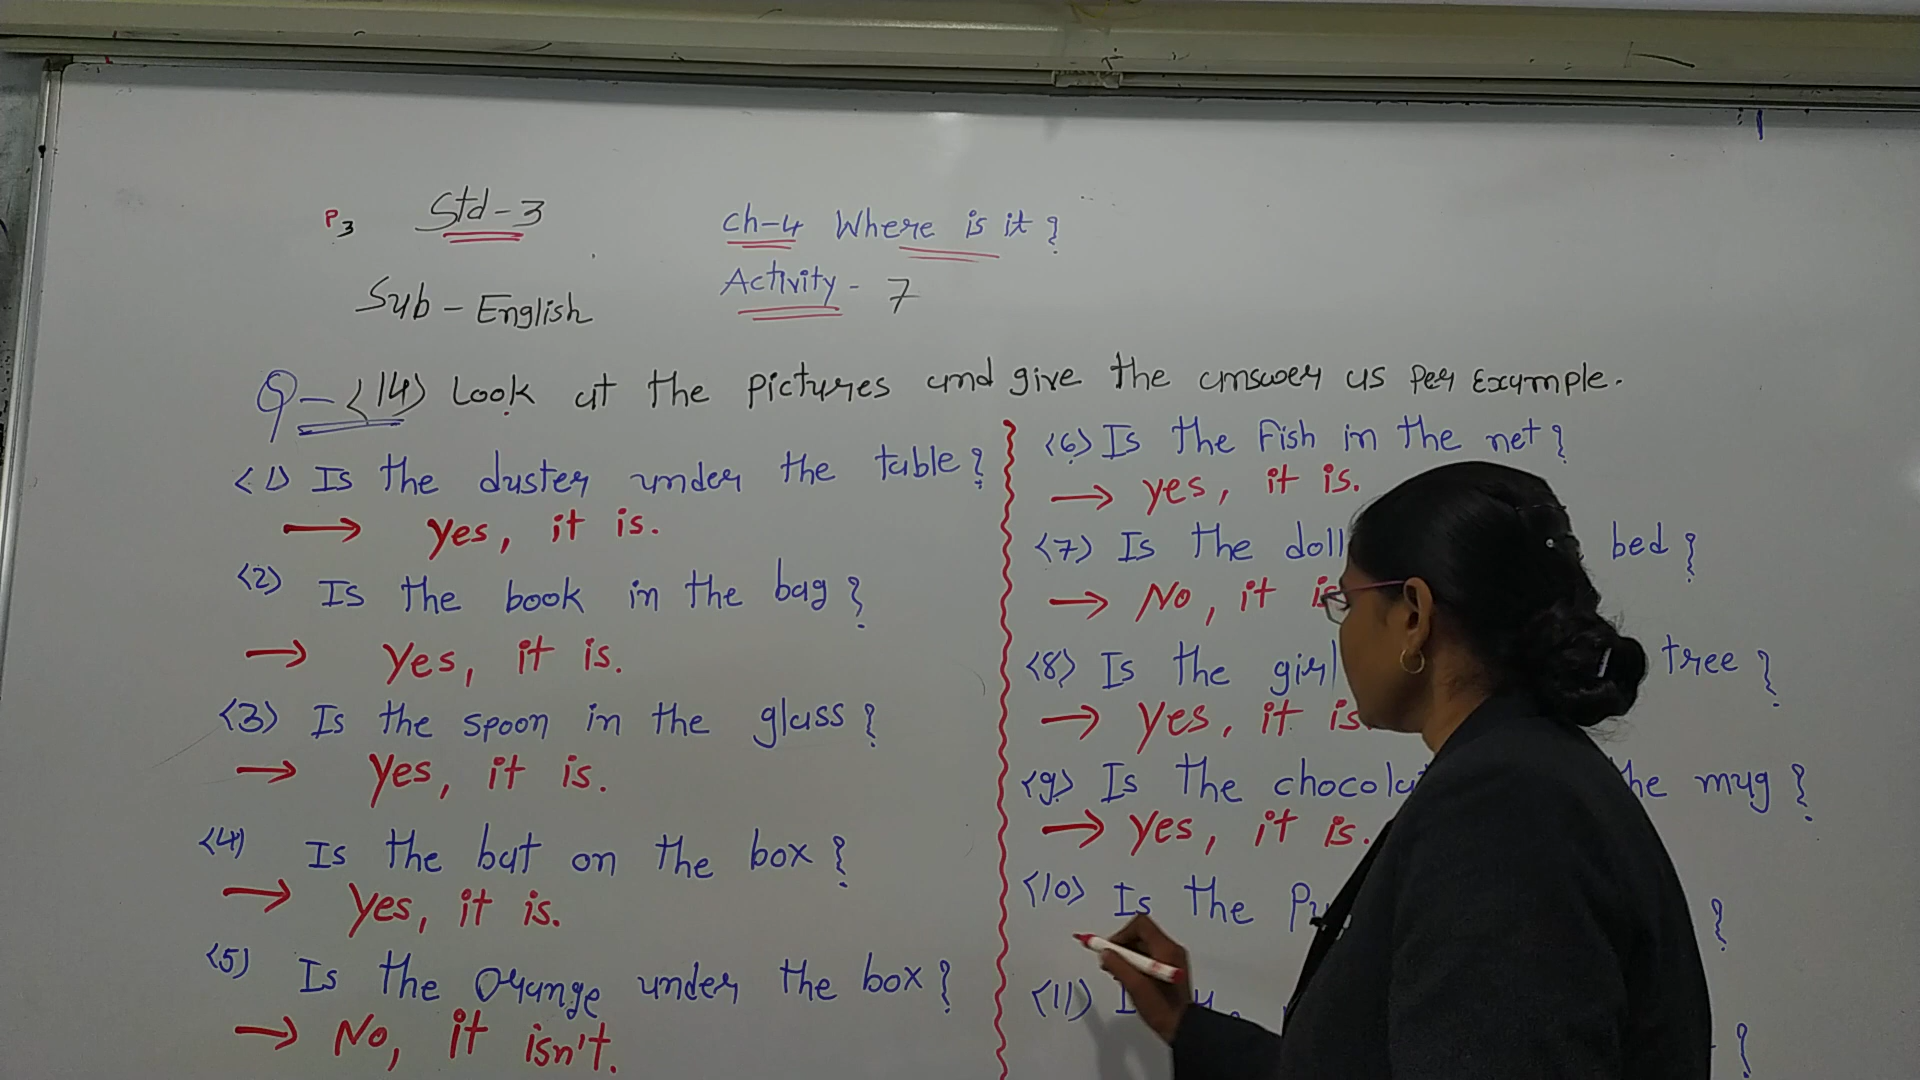 P3 Std-3
Sub - English
Ch-4 Where is it?
Activity - 7
Q-(14) Look at the pictures and give the answer as per Example.
(1) Is the duster under the table?
→ Yes, it is.
(2) Is the book in the bag?
→ Yes, it is.
(3) Is the spoon in the glass?
→ Yes, it is.
(4) Is the bat on the box?
→ Yes, it is.
(5) Is the Orange under the box?
→ No, it isn't.
(6) Is the Fish in the net?
→ yes, it is.
(7) Is the doll bed?
→ No, it
(8) Is the girl tree?
→ Yes, it is.
(9) Is the mug?
→ Yes, it is.
(10) Is the ?
(11) ?